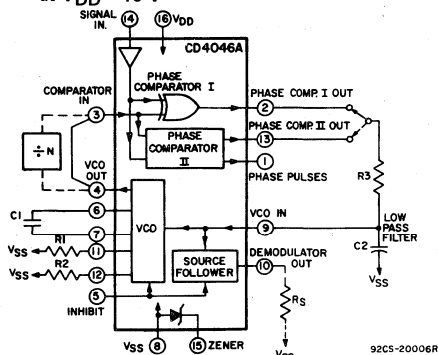 SIGNAL
IN.
VDD
14
16
CD4046A
PHASE
COMPARATOR I
COMPARATOR
IN
3
PHASE COMP. I OUT
2
PHASE COMP. II OUT
13
PHASE
COMPARATOR
II
1
PHASE PULSES
÷ N
VCO
OUT
4
R3
C1
6
7
VCO
VCO IN
9
LOW
PASS
FILTER
C2
VSS
VSS
R1
11
VSS
R2
12
SOURCE
FOLLOWER
DEMODULATOR
OUT
10
5
INHIBIT
RS
VSS
8
15
ZENER
92CS-20006R